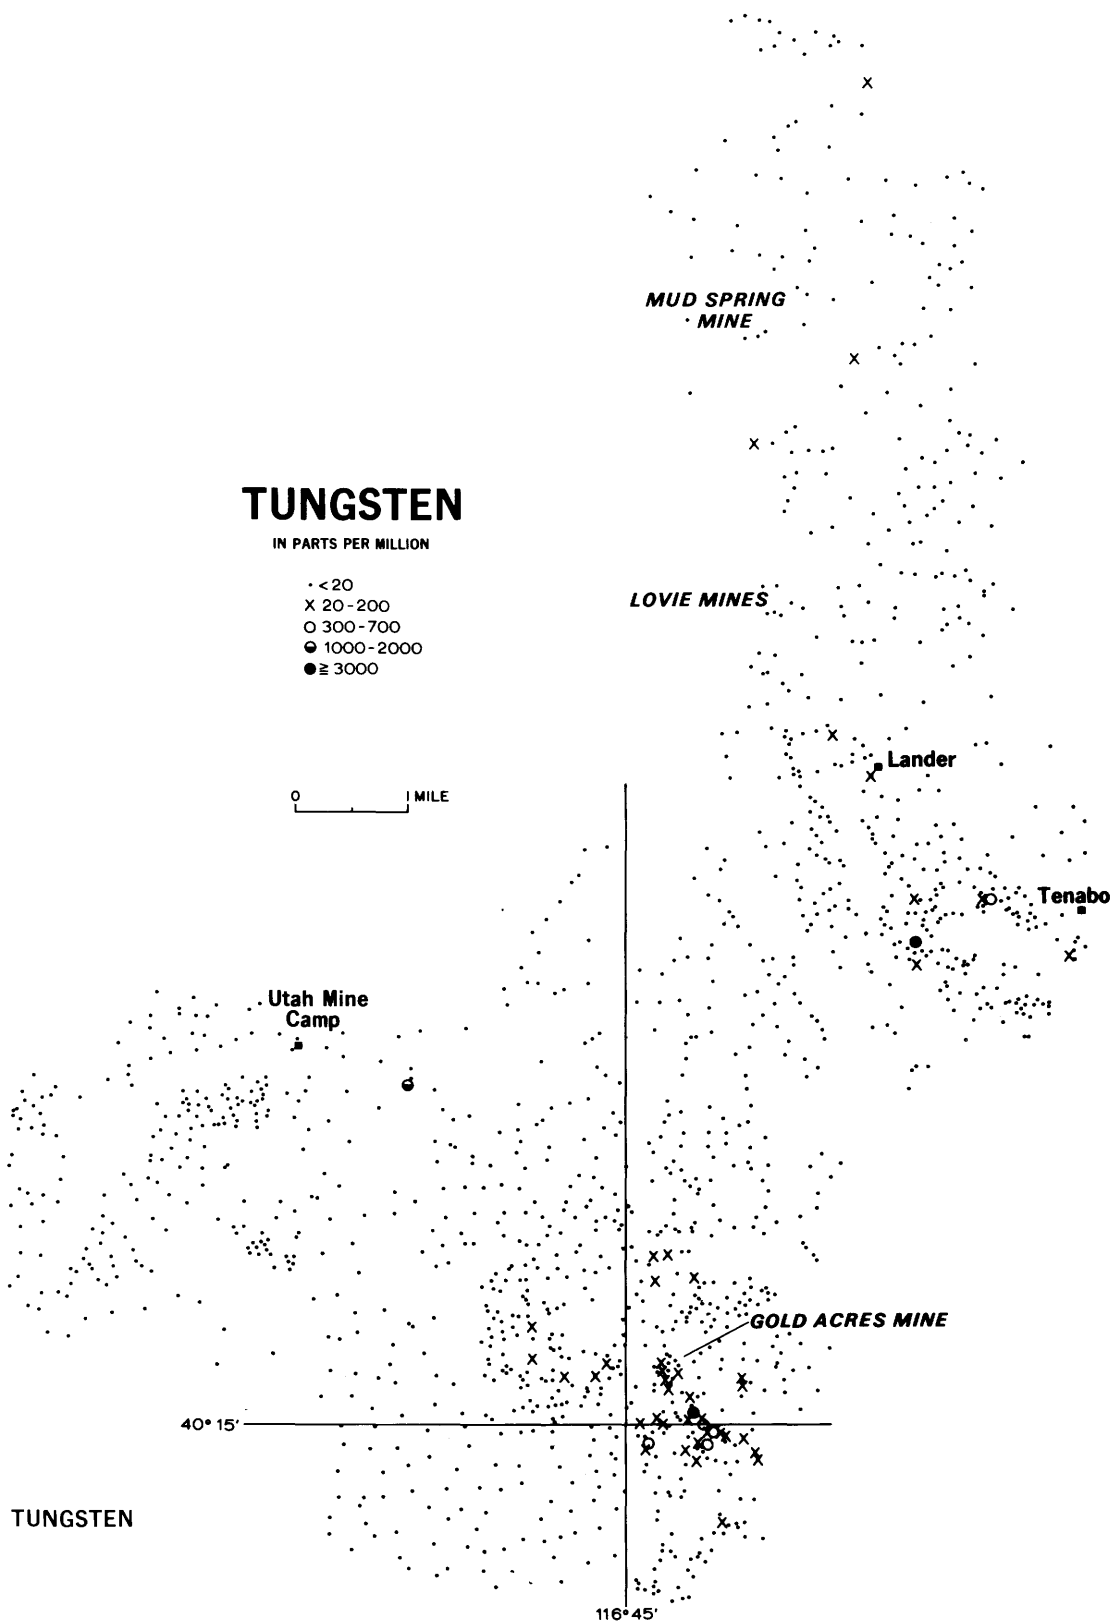 MUD SPRING
MINE
TUNGSTEN
IN PARTS PER MILLION
· <20
X 20-200
O 300-700
◒ 1000-2000
● ≧ 3000
LOVIE MINES
Lander
0 1 MILE
Tenabo
Utah Mine
Camp
GOLD ACRES MINE
40° 15'
TUNGSTEN
116° 45'